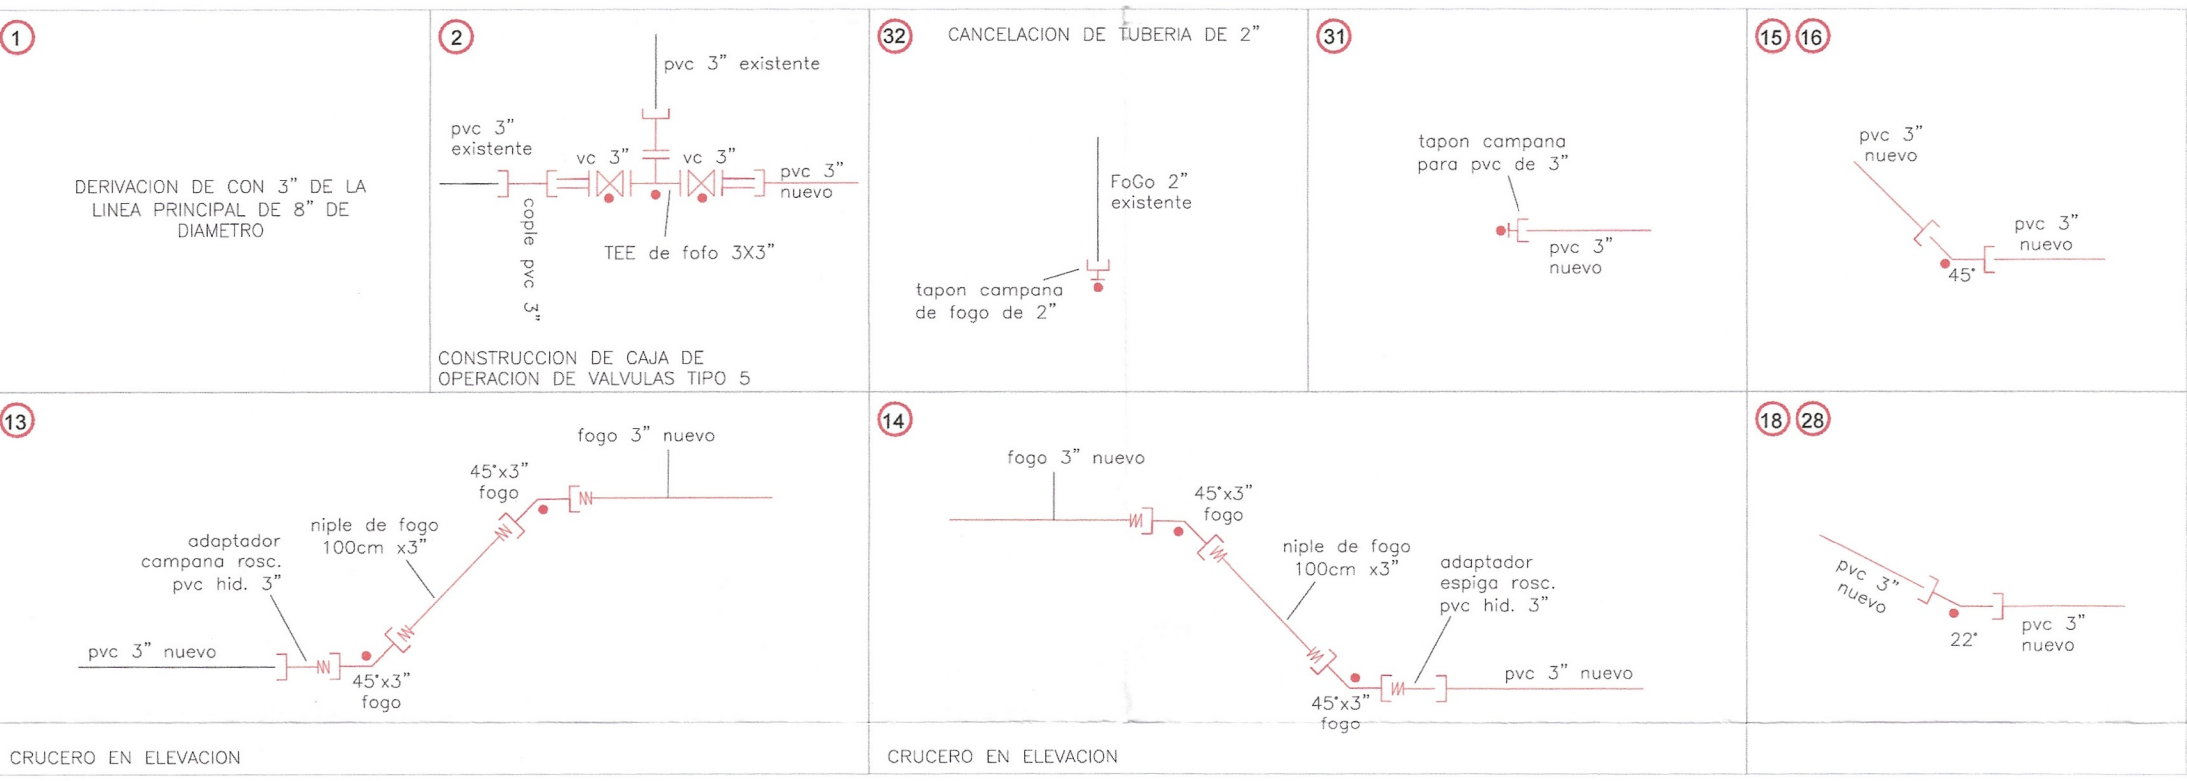 1
DERIVACION DE CON 3" DE LA
LINEA PRINCIPAL DE 8" DE
DIAMETRO
2
pvc 3" existente
pvc 3"
existente
vc 3"
vc 3"
pvc 3"
nuevo
cople pvc 3"
TEE de fofo 3X3"
CONSTRUCCION DE CAJA DE
OPERACION DE VALVULAS TIPO 5
32
CANCELACION DE TUBERIA DE 2"
FoGo 2"
existente
tapon campana
de fogo de 2"
31
tapon campana
para pvc de 3"
pvc 3"
nuevo
15 16
pvc 3"
nuevo
pvc 3"
nuevo
45°
13
fogo 3" nuevo
45°x3"
fogo
niple de fogo
100cm x3"
adaptador
campana rosc.
pvc hid. 3"
pvc 3" nuevo
45°x3"
fogo
CRUCERO EN ELEVACION
14
fogo 3" nuevo
45°x3"
fogo
niple de fogo
100cm x3"
adaptador
espiga rosc.
pvc hid. 3"
pvc 3" nuevo
45°x3"
fogo
CRUCERO EN ELEVACION
18 28
pvc 3"
nuevo
22°
pvc 3"
nuevo